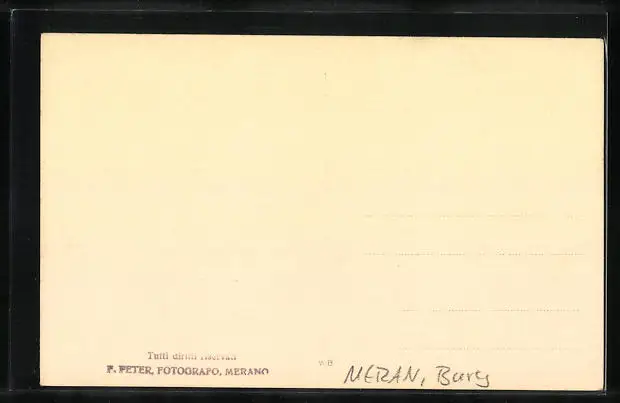 Tutti diritti riservati
F. PETER, FOTOGRAFO, MERANO
v. B
MERAN, Burg